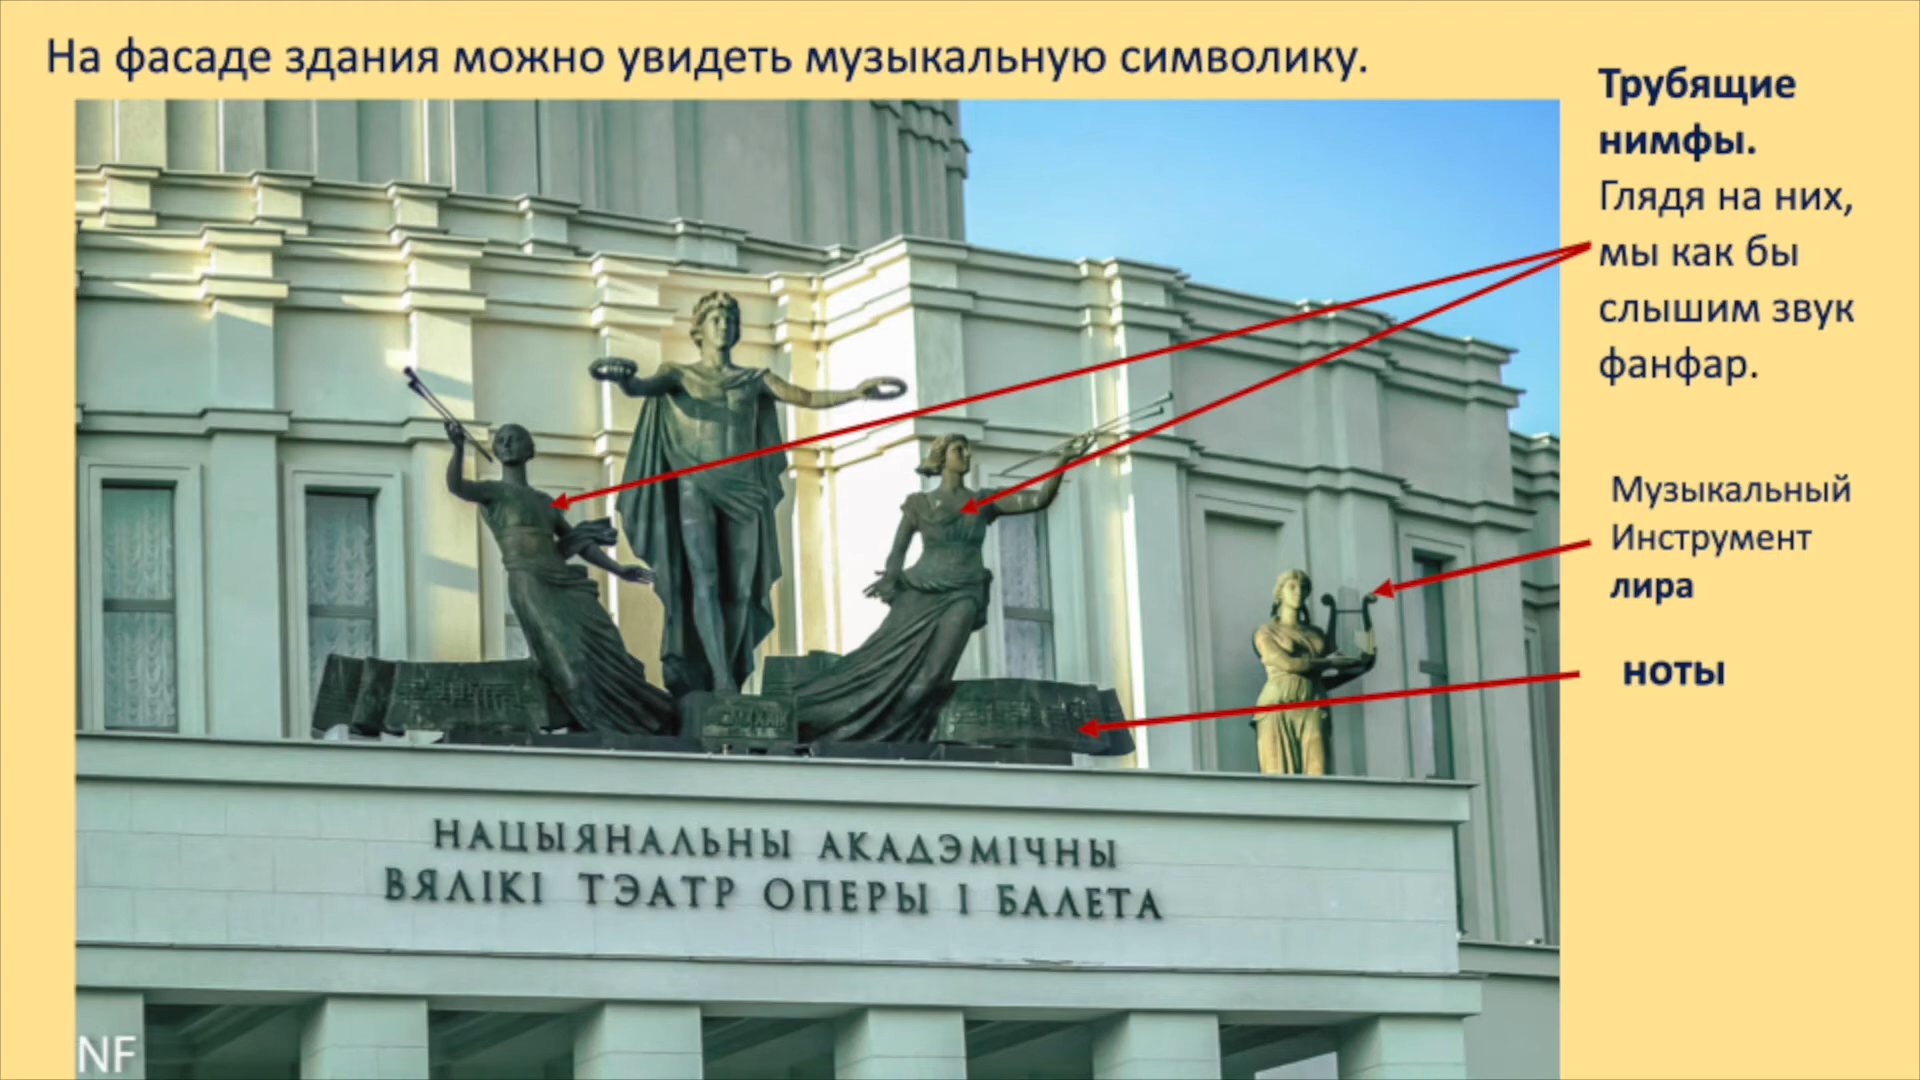 На фасаде здания можно увидеть музыкальную символику.
Трубящие
нимфы.
Глядя на них,
мы как бы
слышим звук
фанфар.
Музыкальный
Инструмент
лира
ноты
НАЦЫЯНАЛЬНЫ АКАДЭМІЧНЫ
ВЯЛІКІ ТЭАТР ОПЕРЫ І БАЛЕТА
NF